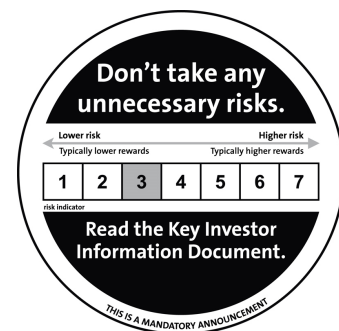 Don't take any
unnecessary risks.
Lower risk Higher risk
Typically lower rewards Typically higher rewards
1 2 3 4 5 6 7
risk indicator
Read the Key Investor
Information Document.
THIS IS A MANDATORY ANNOUNCEMENT